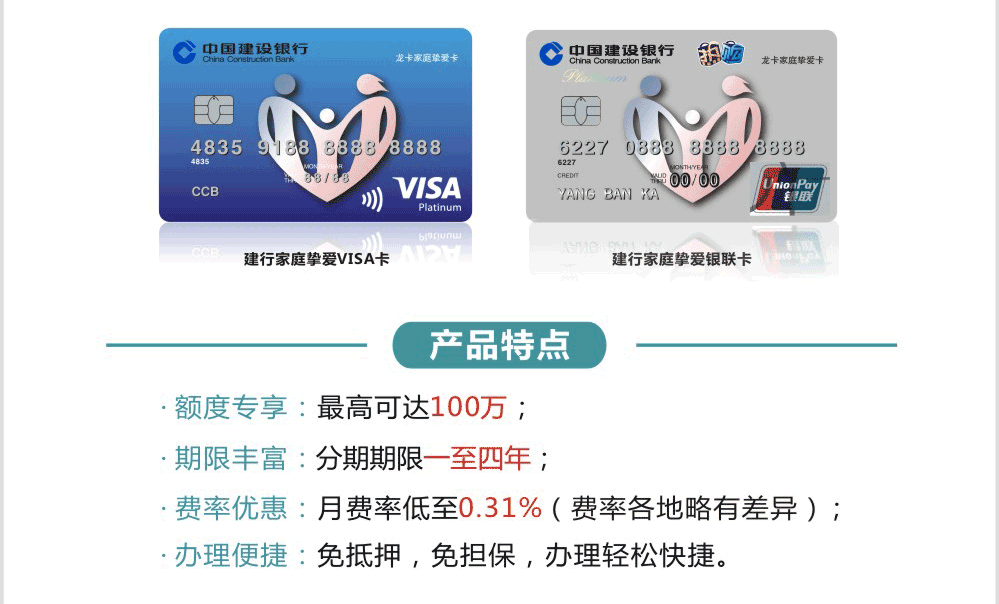 中国建设银行
China Construction Bank
龙卡家庭挚爱卡
4835 9188 8888 8888
4835
MONTH/YEAR
88/88
CCB
VISA
Platinum
建行家庭挚爱VISA卡
中国建设银行
China Construction Bank
龙卡家庭挚爱卡
Platinum
6227 0888 8888 8888
6227
MONTH/YEAR
CREDIT
VALID
THRU
00/00
YANG BAN KA
UnionPay
银联
建行家庭挚爱银联卡
产品特点
· 额度专享：最高可达100万；
· 期限丰富：分期期限一至四年；
· 费率优惠：月费率低至0.31%（费率各地略有差异）；
· 办理便捷：免抵押，免担保，办理轻松快捷。